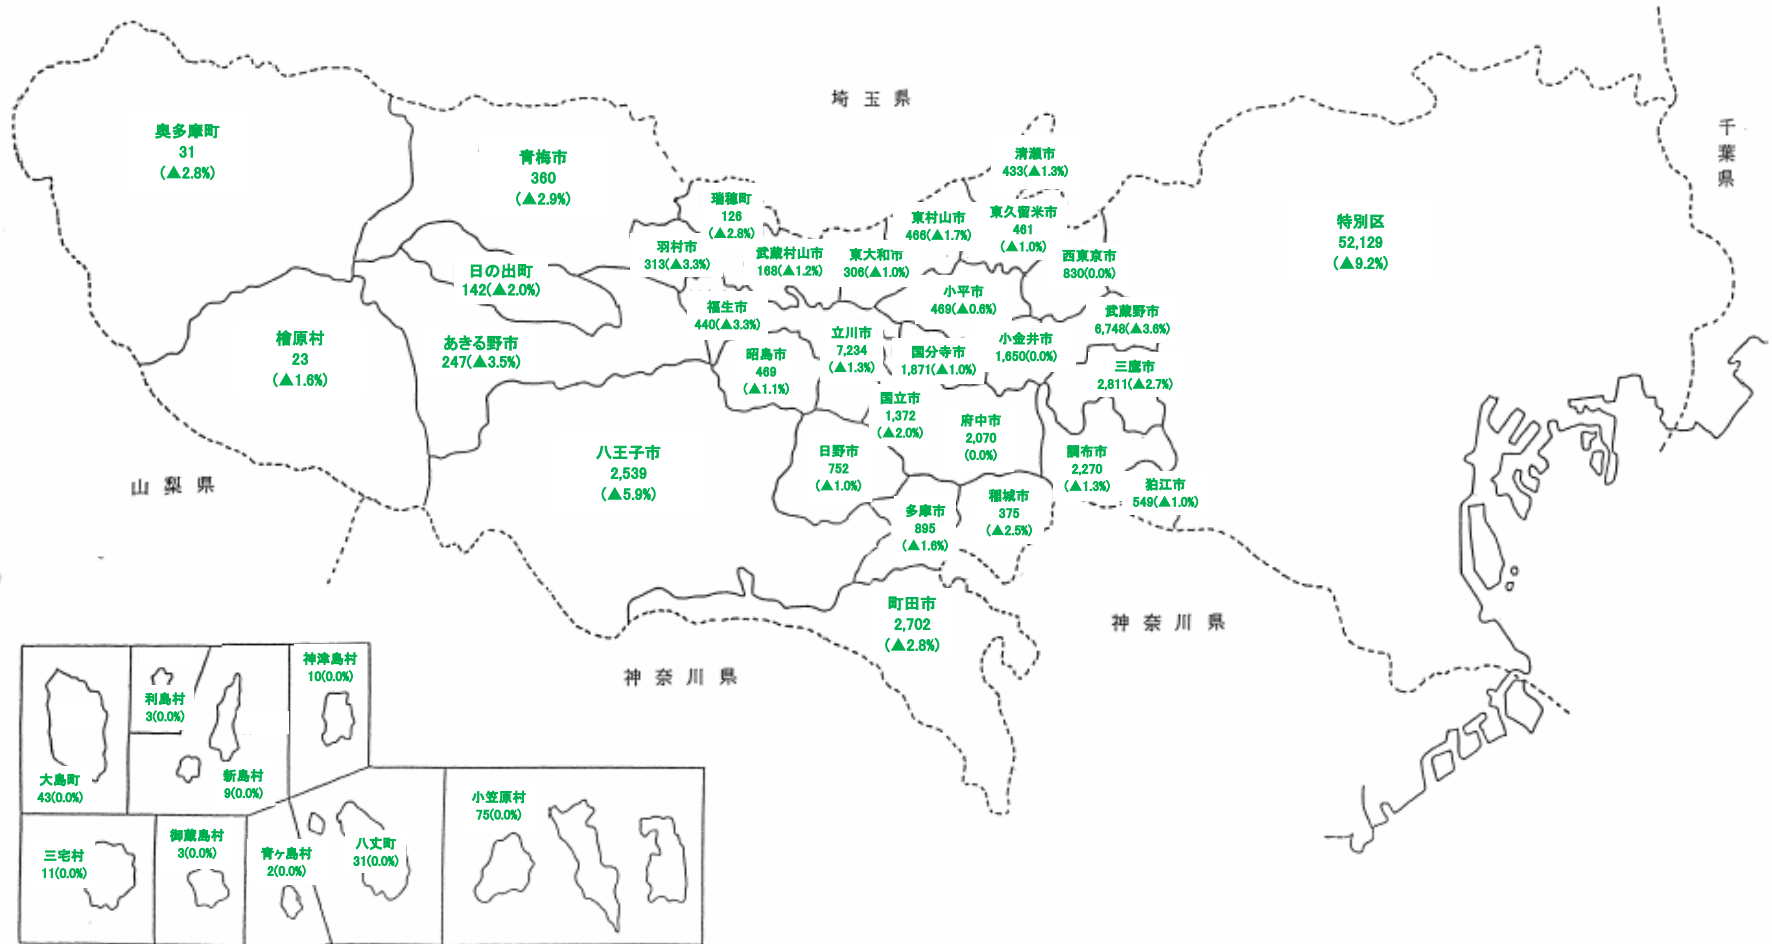 埼玉県
千葉県
奥多摩町
31
(▲2.8%)
青梅市
360
(▲2.9%)
瑞穂町
126
(▲2.8%)
清瀬市
433(▲1.3%)
東村山市
466(▲1.7%)
東久留米市
461
(▲1.0%)
特別区
52,129
(▲9.2%)
羽村市
313(▲3.3%)
武蔵村山市
168(▲1.2%)
東大和市
306(▲1.0%)
西東京市
830(0.0%)
日の出町
142(▲2.0%)
小平市
469(▲0.6%)
福生市
440(▲3.3%)
武蔵野市
6,748(▲3.6%)
檜原村
23
(▲1.6%)
あきる野市
247(▲3.5%)
昭島市
469
(▲1.1%)
立川市
7,234
(▲1.3%)
国分寺市
1,871(▲1.0%)
小金井市
1,650(0.0%)
三鷹市
2,811(▲2.7%)
国立市
1,372
(▲2.0%)
府中市
2,070
(0.0%)
八王子市
2,539
(▲5.9%)
日野市
752
(▲1.0%)
調布市
2,270
(▲1.3%)
狛江市
549(▲1.0%)
山梨県
多摩市
895
(▲1.6%)
稲城市
375
(▲2.5%)
町田市
2,702
(▲2.8%)
神奈川県
神奈川県
神津島村
10(0.0%)
利島村
3(0.0%)
大島町
43(0.0%)
新島村
9(0.0%)
小笠原村
75(0.0%)
三宅村
11(0.0%)
御蔵島村
3(0.0%)
青ヶ島村
2(0.0%)
八丈町
31(0.0%)